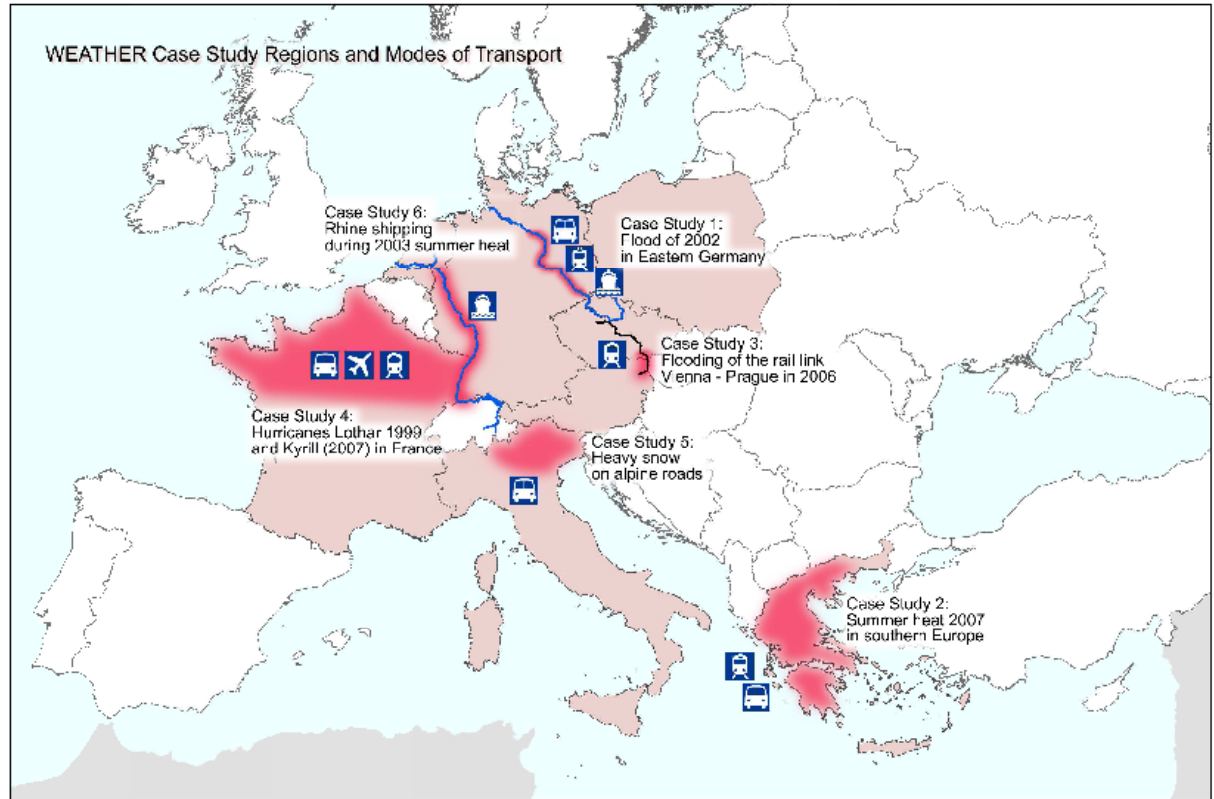 WEATHER Case Study Regions and Modes of Transport
Case Study 6:
Rhine shipping
during 2003 summer heat
Case Study 1:
Flood of 2002
in Eastern Germany
Case Study 3:
Flooding of the rail link
Vienna - Prague in 2006
Case Study 4:
Hurricanes Lothar 1999
and Kyrill (2007) in France
Case Study 5:
Heavy snow
on alpine roads
Case Study 2:
Summer heat 2007
in southern Europe